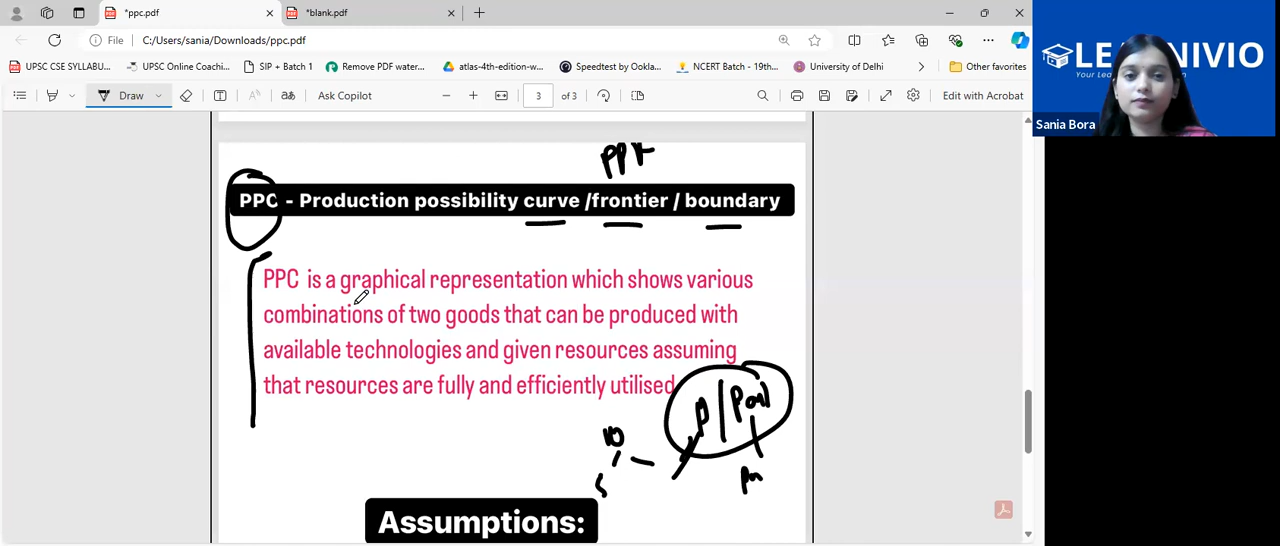 *ppc.pdf
*blank.pdf
File C:/Users/sania/Downloads/ppc.pdf
UPSC CSE SYLLABU...
UPSC Online Coachi...
SIP + Batch 1
Remove PDF water...
atlas-4th-edition-w...
Speedtest by Ookla...
NCERT Batch - 19th...
University of Delhi
Other favorites
Draw
Ask Copilot
3 of 3
Edit with Acrobat
Your Lea
Sania Bora
PPC - Production possibility curve /frontier / boundary
PPC is a graphical representation which shows various
combinations of two goods that can be produced with
available technologies and given resources assuming
that resources are fully and efficiently utilised
10
Assumptions: